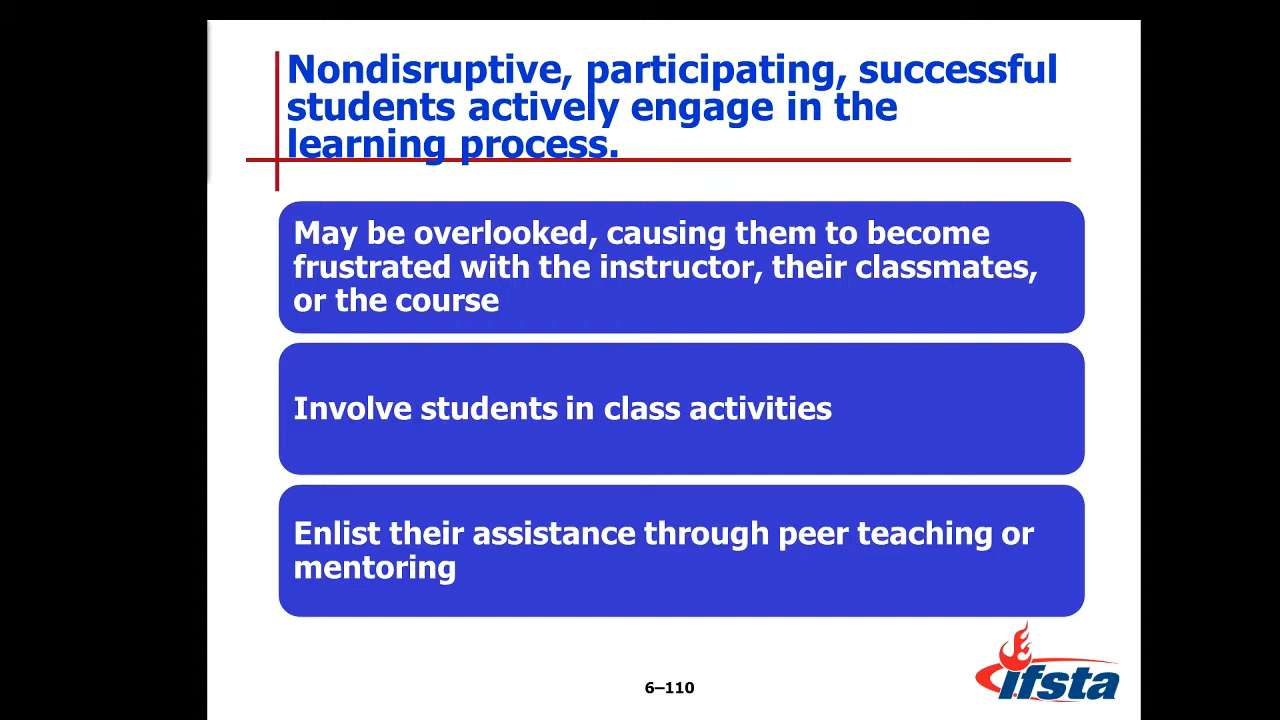 Nondisruptive, participating, successful
students actively engage in the
learning process.
May be overlooked, causing them to become
frustrated with the instructor, their classmates,
or the course
Involve students in class activities
Enlist their assistance through peer teaching or
mentoring
6–110
ifsta